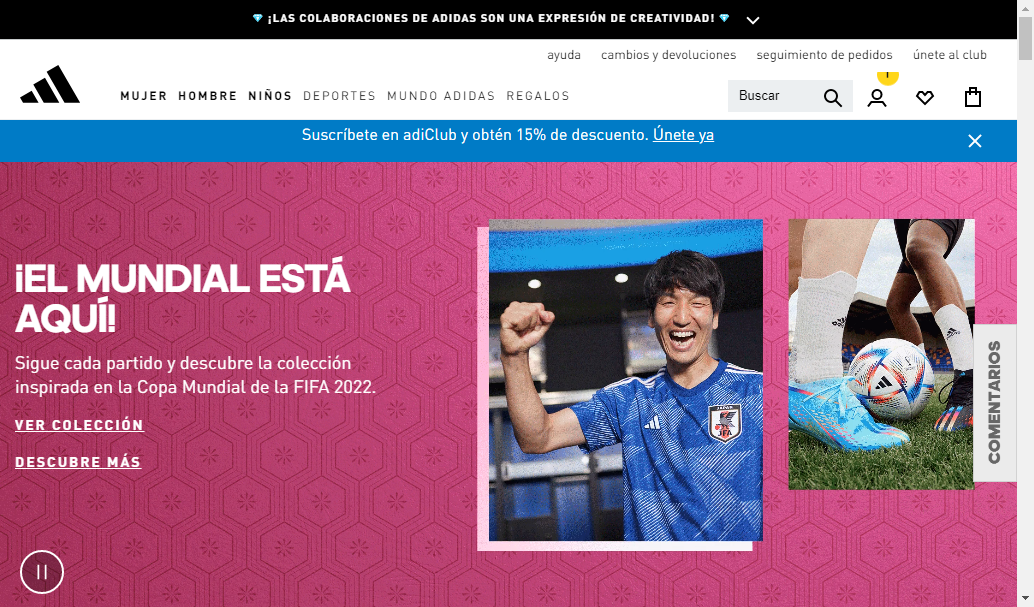 ¡LAS COLABORACIONES DE ADIDAS SON UNA EXPRESIÓN DE CREATIVIDAD!
ayuda cambios y devoluciones seguimiento de pedidos únete al club
MUJER HOMBRE NIÑOS DEPORTES MUNDO ADIDAS REGALOS
Buscar
1
Suscríbete en adiClub y obtén 15% de descuento. Únete ya
¡EL MUNDIAL ESTÁ
AQUÍ!
Sigue cada partido y descubre la colección
inspirada en la Copa Mundial de la FIFA 2022.
VER COLECCIÓN
DESCUBRE MÁS
JAPAN
JFA
COMENTARIOS